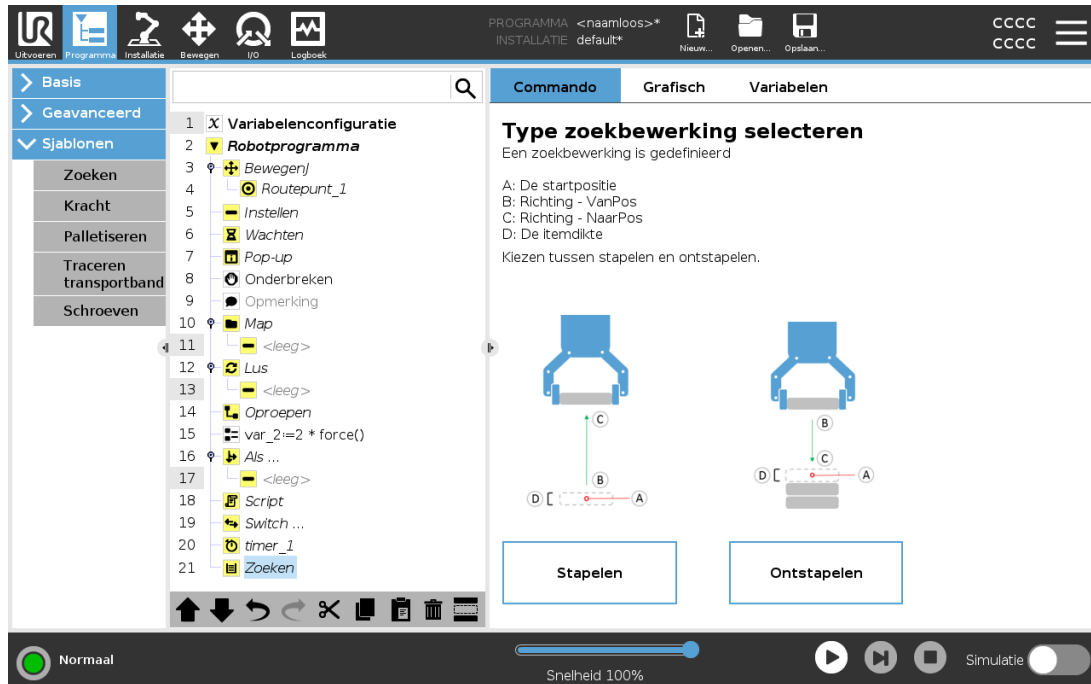 Uitvoeren
Programma
Installatie
Bewegen
I/O
Logboek
PROGRAMMA <naamloos>*
INSTALLATIE default*
Nieuw...
Openen...
Opslaan...
CCCC
CCCC
Basis
Geavanceerd
Sjablonen
Zoeken
Kracht
Palletiseren
Traceren
transportband
Schroeven
1 X Variabelenconfiguratie
2 Robotprogramma
3 BewegenJ
4 Routepunt_1
5 Instellen
6 Wachten
7 Pop-up
8 Onderbreken
9 Opmerking
10 Map
11 <leeg>
12 Lus
13 <leeg>
14 Oproepen
15 var_2:=2 * force()
16 Als ...
17 <leeg>
18 Script
19 Switch ...
20 timer_1
21 Zoeken
Commando Grafisch Variabelen
Type zoekbewerking selecteren
Een zoekbewerking is gedefinieerd
A: De startpositie
B: Richting - VanPos
C: Richting - NaarPos
D: De itemdikte
Kiezen tussen stapelen en ontstapelen.
C
B
D A
B
C
D A
Stapelen
Ontstapelen
Normaal
Snelheid 100%
Simulatie